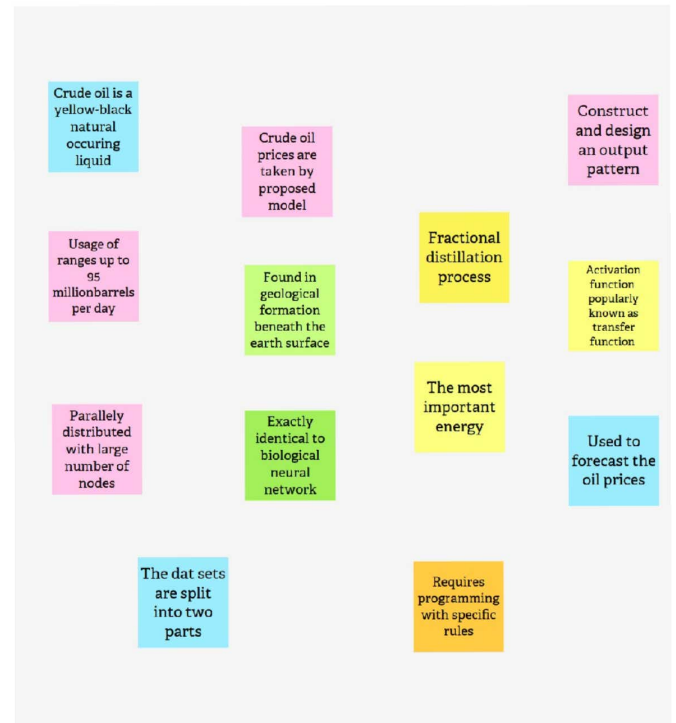 Crude oil is a
yellow-black
natural
occuring
liquid
Crude oil
prices are
taken by
proposed
model
Construct
and design
an output
pattern
Usage of
ranges up to
95
millionbarrels
per day
Found in
geological
formation
beneath the
earth surface
Fractional
distillation
process
Activation
function
popularly
known as
transfer
function
Parallely
distributed
with large
number of
nodes
Exactly
identical to
biological
neural
network
The most
important
energy
Used to
forecast the
oil prices
The dat sets
are split
into two
parts
Requires
programming
with specific
rules